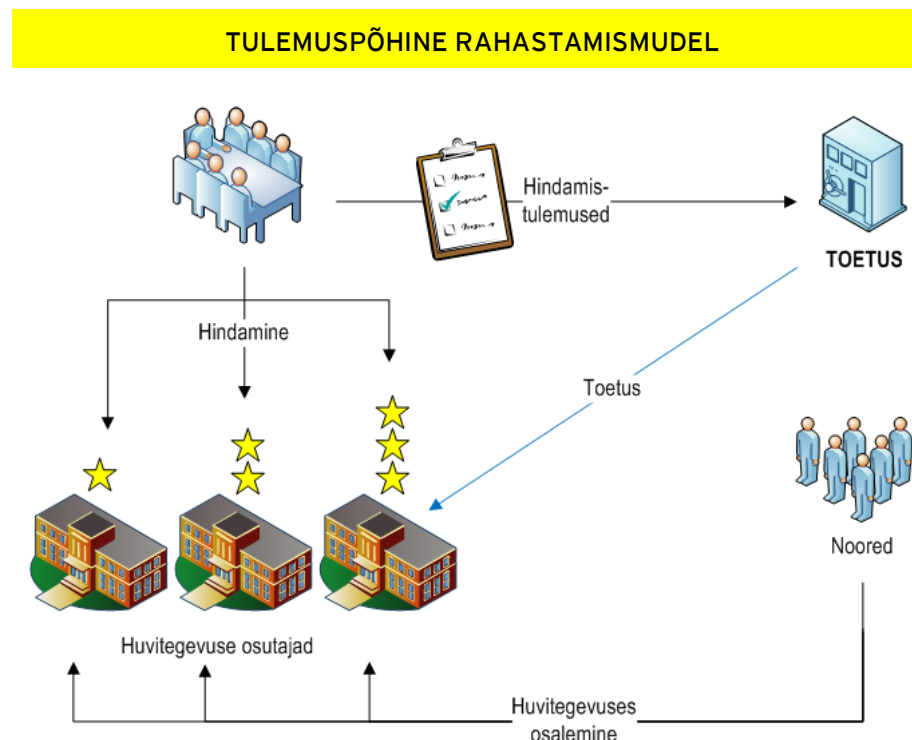 TULEMUSPÕHINE RAHASTAMISMUDEL
Hindamis-
tulemused
TOETUS
Hindamine
Toetus
Noored
Huvitegevuse osutajad
Huvitegevuses
osalemine